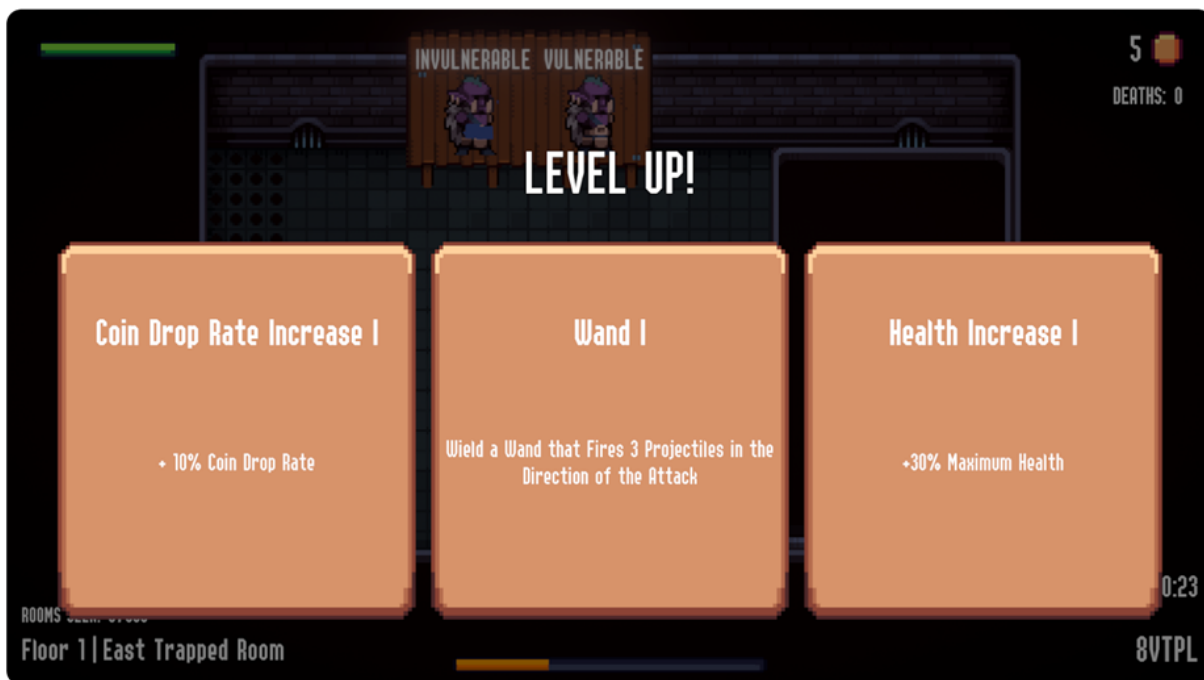 INVULNERABLE VULNERABLE
5
DEATHS: 0
LEVEL UP!
Coin Drop Rate Increase I
+ 10% Coin Drop Rate
Wand I
Wield a Wand that Fires 3 Projectiles in the
Direction of the Attack
Health Increase I
+30% Maximum Health
0:23
ROOMS
Floor 1|East Trapped Room
8VTPL